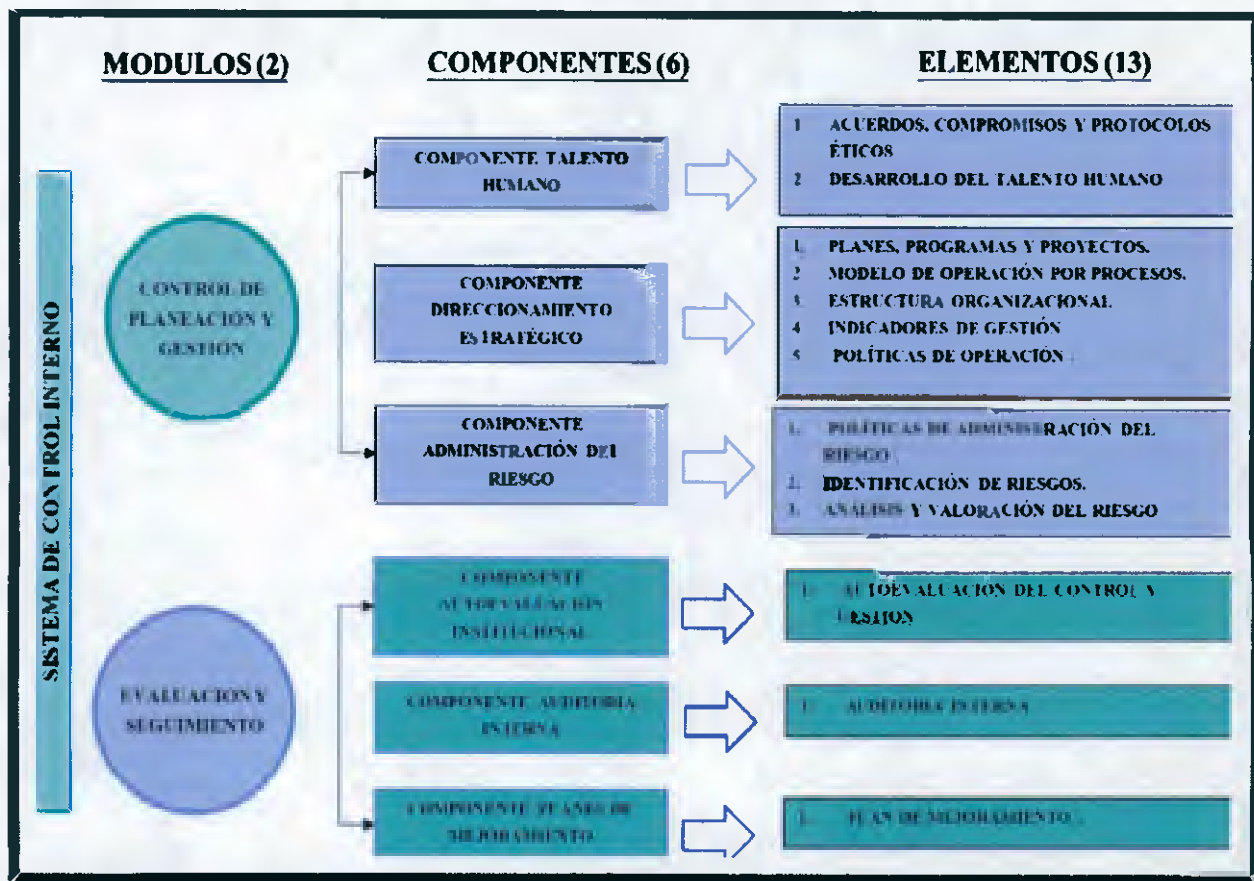 MODULOS (2)
COMPONENTES (6)
ELEMENTOS (13)
SISTEMA DE CONTROL INTERNO
CONTROL DE
PLANEACIÓN Y
GESTIÓN
COMPONENTE TALENTO
HUMANO
1 ACUERDOS, COMPROMISOS Y PROTOCOLOS
ÉTICOS
2 DESARROLLO DEL TALENTO HUMANO
COMPONENTE
DIRECCIONAMIENTO
ESTRATÉGICO
1. PLANES, PROGRAMAS Y PROYECTOS.
2 MODELO DE OPERACIÓN POR PROCESOS.
3 ESTRUCTURA ORGANIZACIONAL
4 INDICADORES DE GESTIÓN
5 POLÍTICAS DE OPERACIÓN .
COMPONENTE
ADMINISTRACIÓN DEL
RIESGO
1. POLÍTICAS DE ADMINISTRACIÓN DEL
RIESGO .
2. IDENTIFICACIÓN DE RIESGOS.
3. ANÁLISIS Y VALORACIÓN DEL RIESGO
EVALUACION Y
SEGUIMIENTO
COMPONENTE
AUTOEVALUACION
INSTITUCIONAL
1. AUTOEVALUACION DEL CONTROL Y
GESTION
COMPONENTE AUDITORIA
INTERNA
1. AUDITORIA INTERNA
COMPONENTE PLANES DE
MEJORAMIENTO
1. PLAN DE MEJORAMIENTO .